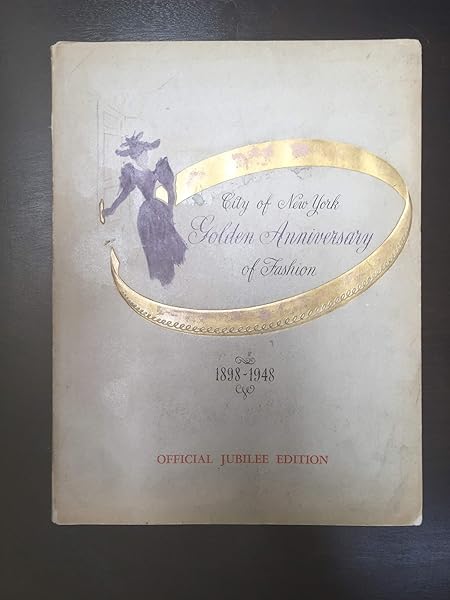 City of New York
Golden Anniversary
of Fashion
1898-1948
OFFICIAL JUBILEE EDITION